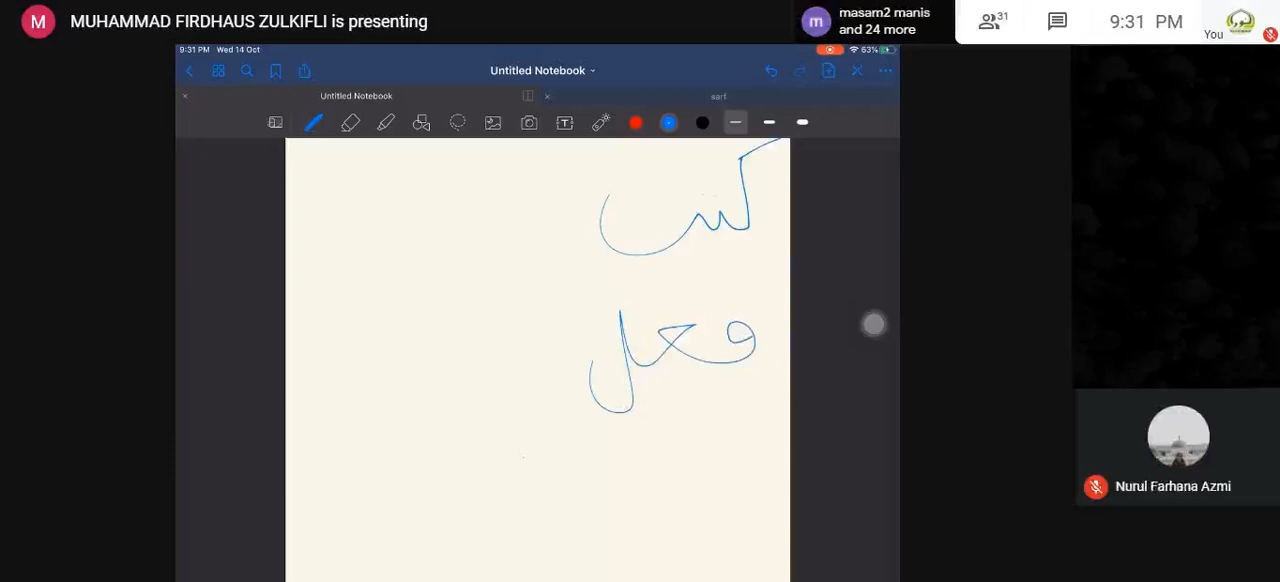 M MUHAMMAD FIRDHAUS ZULKIFLI is presenting
m masam2 manis
and 24 more
31
9:31 PM
You
9:31 PM Wed 14 Oct
63%
Untitled Notebook
Untitled Notebook
sarf
T
فعل
Nurul Farhana Azmi